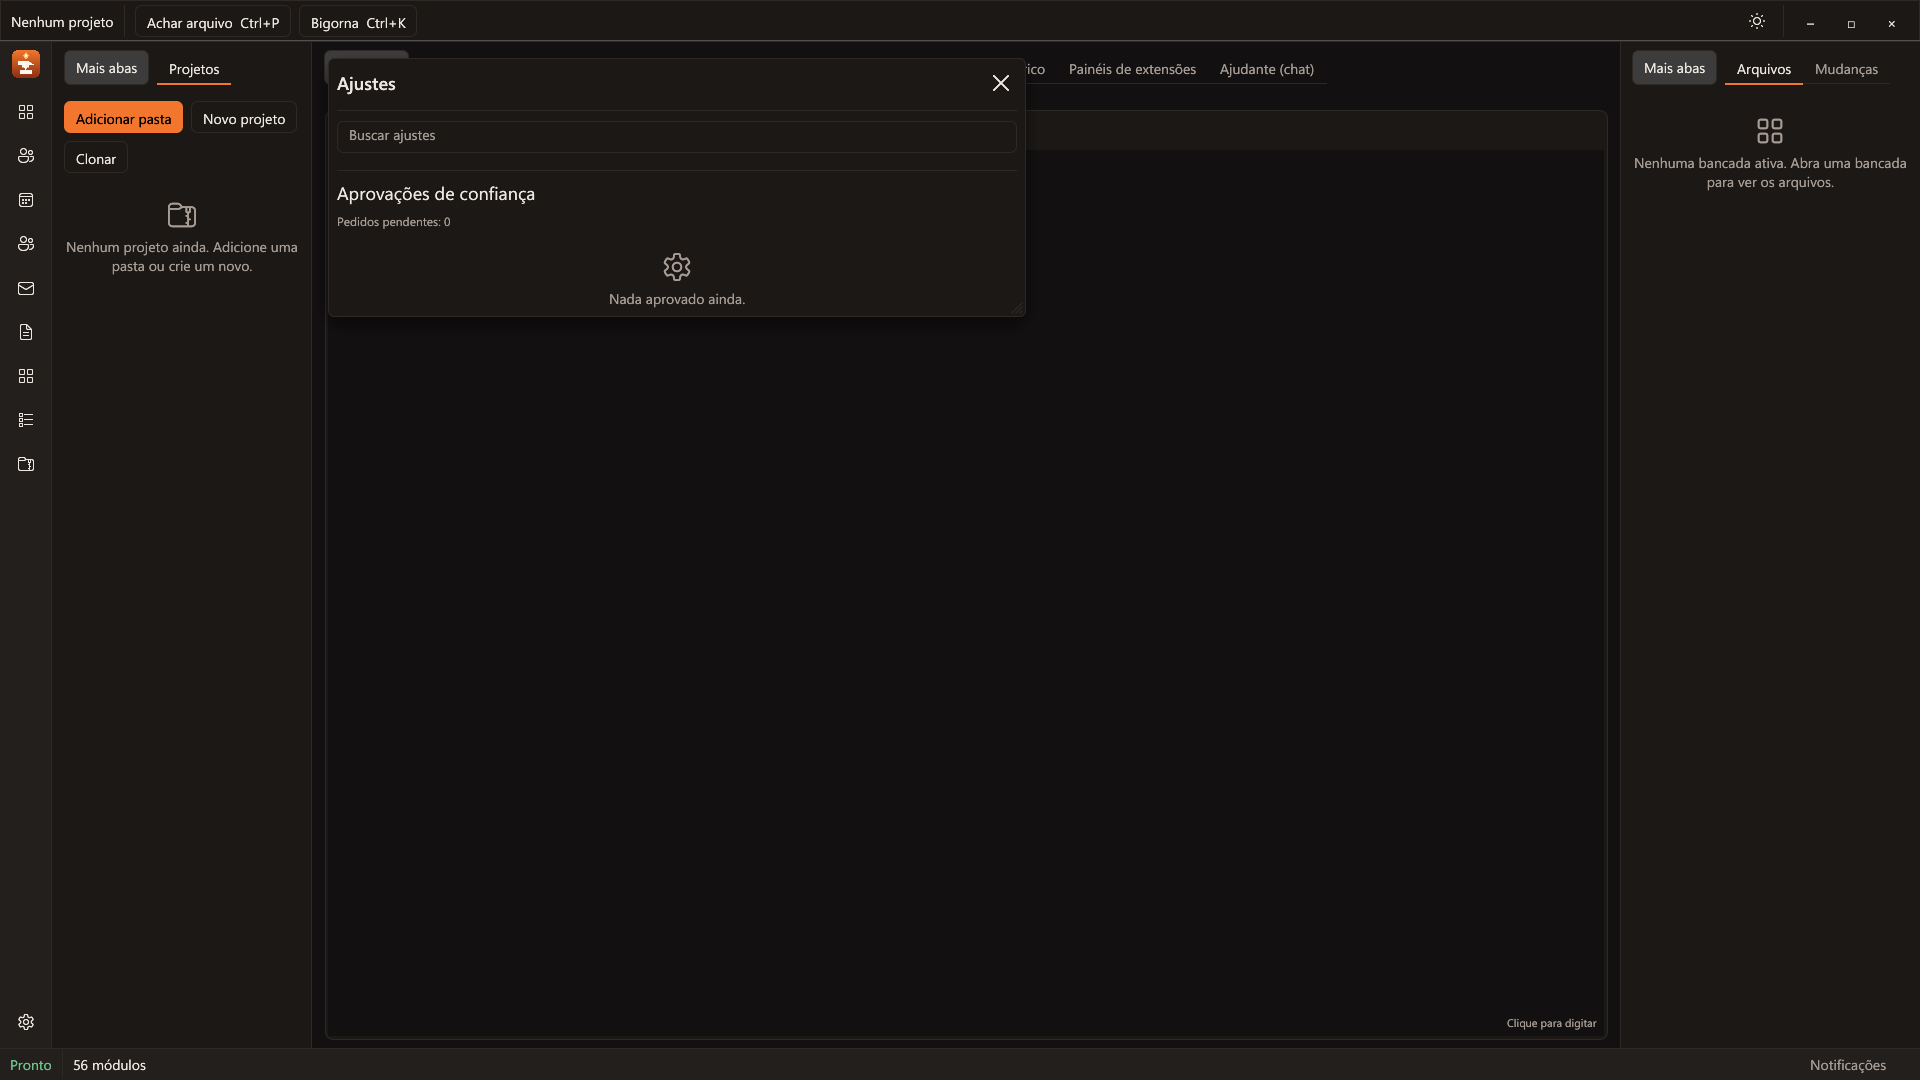 Nenhum projeto
Achar arquivo Ctrl+P
Bigorna Ctrl+K
Mais abas
Projetos
Adicionar pasta
Novo projeto
Clonar
Nenhum projeto ainda. Adicione uma
pasta ou crie um novo.
Ajustes
Buscar ajustes
Aprovações de confiança
Pedidos pendentes: 0
Nada aprovado ainda.
Painéis de extensões
Ajudante (chat)
Clique para digitar
Mais abas
Arquivos
Mudanças
Nenhuma bancada ativa. Abra uma bancada
para ver os arquivos.
Pronto
56 módulos
Notificações